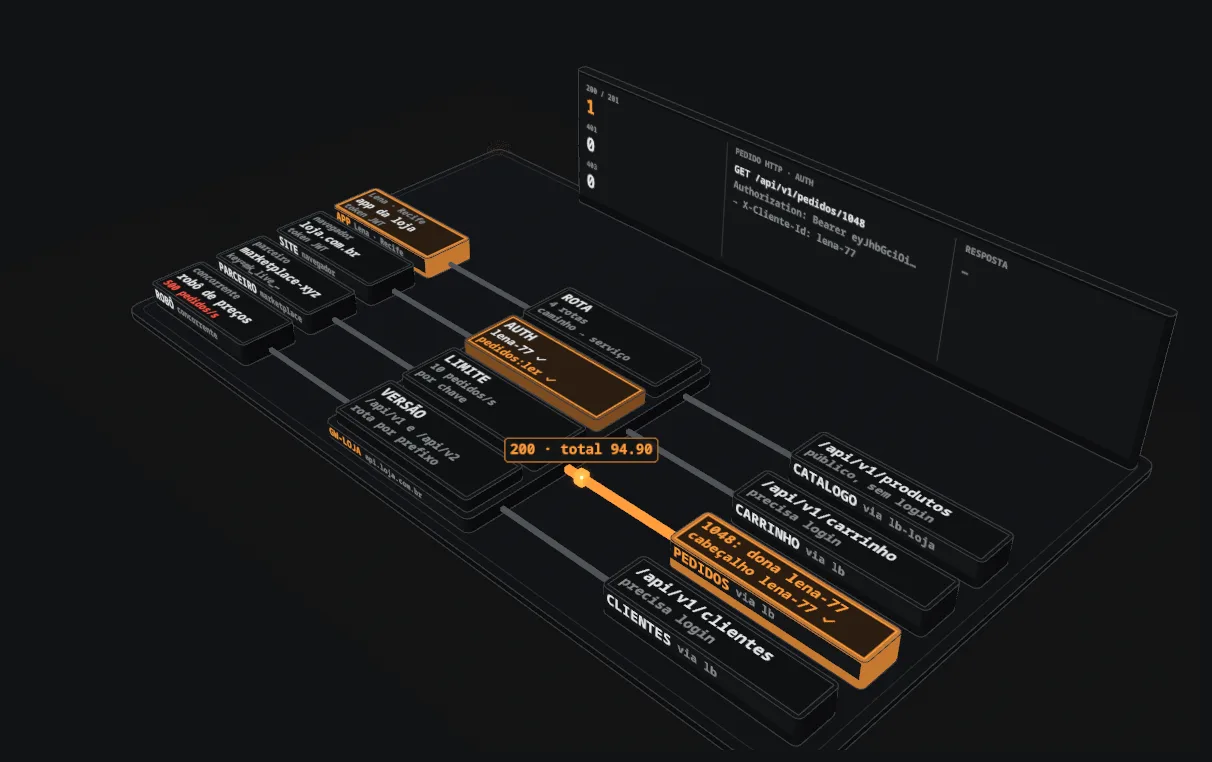 200 / 201
1
401
0
403
0
PEDIDO HTTP · AUTH
GET /api/v1/pedidos/1048
Authorization: Bearer eyJhbGciOi…
→ X-Cliente-Id: lena-77
RESPOSTA
—
Lena · Recife
app da loja
token JWT
APP Lena · Recife
navegador
loja.com.br
token JWT
SITE navegador
parceiro
marketplace-xyz
PARCEIRO marketplace
concorrente
robô de preços
500 pedidos/s
ROBÔ concorrente
ROTA
4 rotas
caminho → serviço
AUTH
lena-77 ✓
pedidos:ler ✓
LIMITE
10 pedidos/s
por chave
VERSÃO
/api/v1 e /api/v2
rota por prefixo
GW-LOJA api.loja.com.br
200 · total 94.90
/api/v1/produtos
público, sem login
CATALOGO via lb-loja
/api/v1/carrinho
precisa login
CARRINHO via lb
1048: dona lena-77
cabeçalho lena-77 ✓
PEDIDOS via lb
/api/v1/clientes
precisa login
CLIENTES via lb